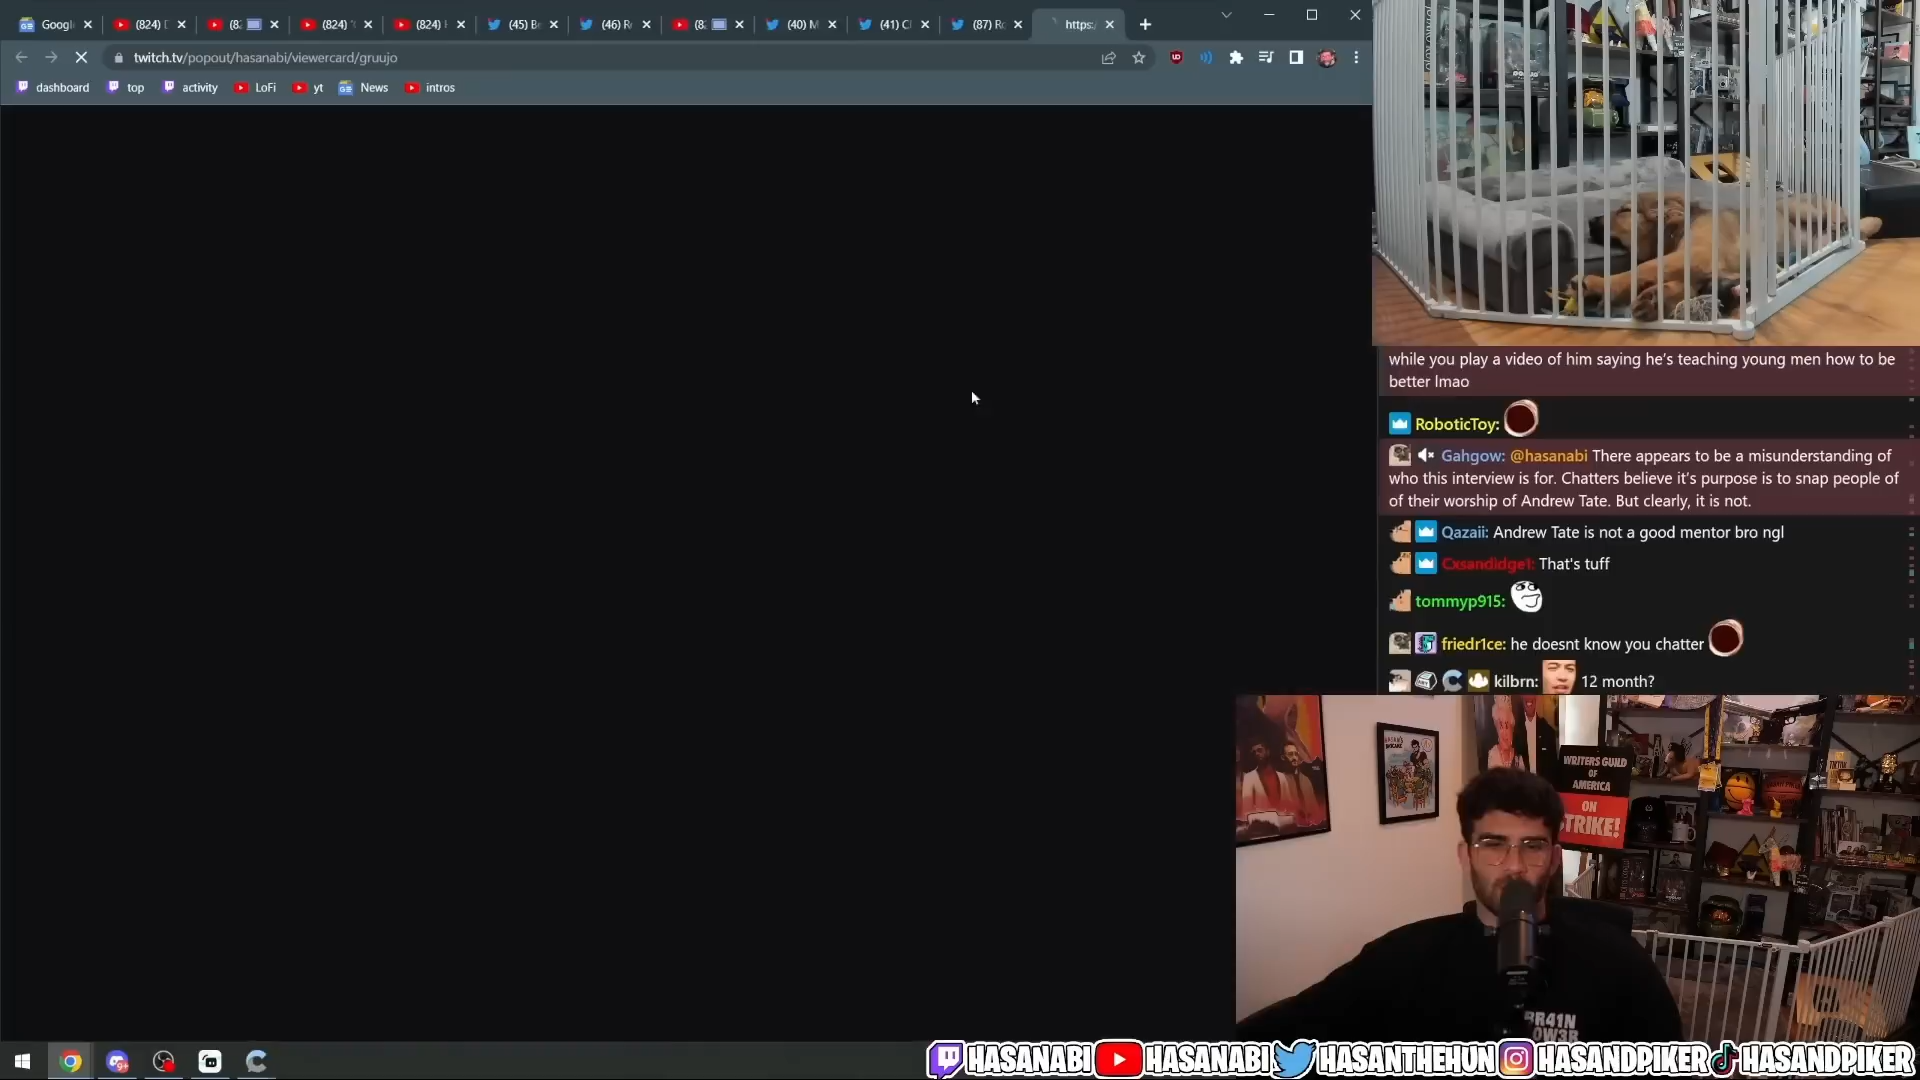 Googl
(824) D
(8
(824) "(
(824) H
(45) B
(46) R
(8
(40) M
(41) C
(87) R
https:/
twitch.tv/popout/hasanabi/viewercard/gruujo
dashboard
top
activity
LoFi
yt
News
intros
while you play a video of him saying he's teaching young men how to be
better lmao
RoboticToy:
Gahgow: @hasanabi There appears to be a misunderstanding of
who this interview is for. Chatters believe it's purpose is to snap people of
of their worship of Andrew Tate. But clearly, it is not.
Qazaii: Andrew Tate is not a good mentor bro ngl
Cxsandidge1: That's tuff
tommyp915:
friedr1ce: he doesnt know you chatter
kilbrn: 12 month?
WRITERS GUILD
OF
AMERICA
ON
STRIKE!
BR41N
HASANABI
HASANABI
HASANTHEHUN
HASANDPIKER
HASANDPIKER